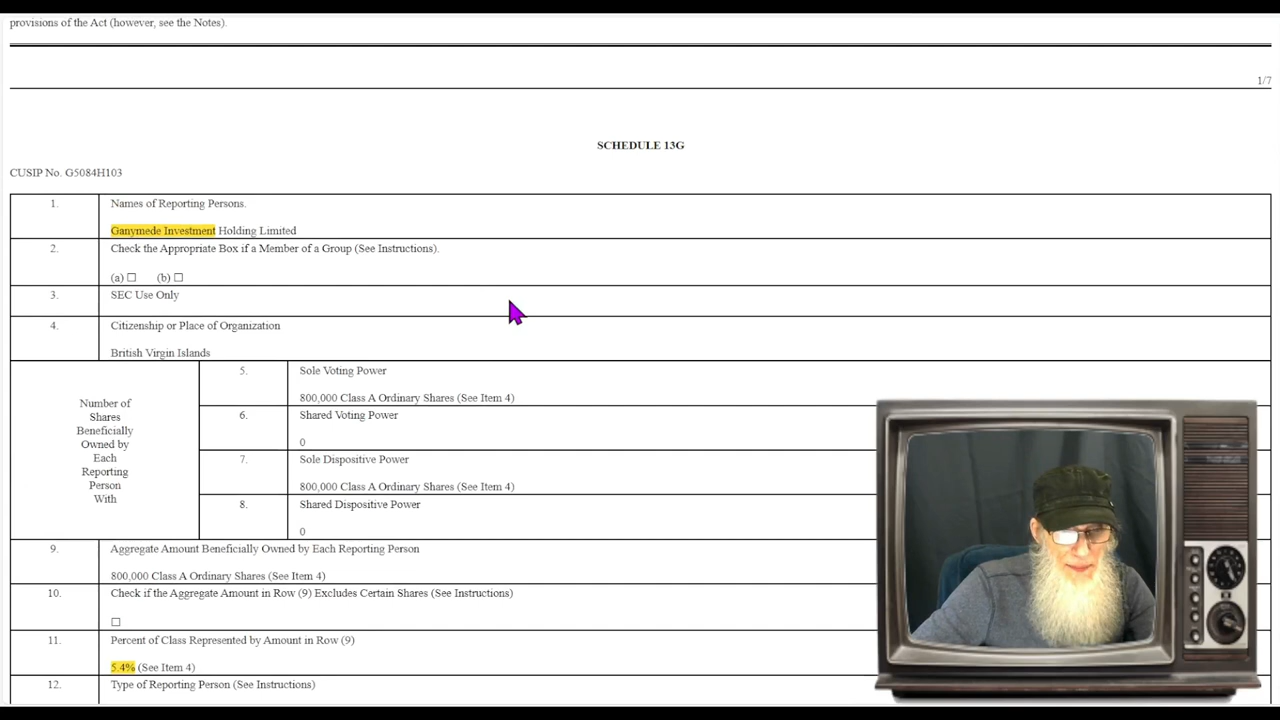 provisions of the Act (however, see the Notes).
1/7
SCHEDULE 13G
CUSIP No. G5084H103
1.
Names of Reporting Persons.
Ganymede Investment Holding Limited
2.
Check the Appropriate Box if a Member of a Group (See Instructions).
(a) ☐ (b) ☐
3.
SEC Use Only
4.
Citizenship or Place of Organization
British Virgin Islands
Number of
Shares
Beneficially
Owned by
Each
Reporting
Person
With
5.
Sole Voting Power
800,000 Class A Ordinary Shares (See Item 4)
6.
Shared Voting Power
0
7.
Sole Dispositive Power
800,000 Class A Ordinary Shares (See Item 4)
8.
Shared Dispositive Power
0
9.
Aggregate Amount Beneficially Owned by Each Reporting Person
800,000 Class A Ordinary Shares (See Item 4)
10.
Check if the Aggregate Amount in Row (9) Excludes Certain Shares (See Instructions)
☐
11.
Percent of Class Represented by Amount in Row (9)
5.4% (See Item 4)
12.
Type of Reporting Person (See Instructions)